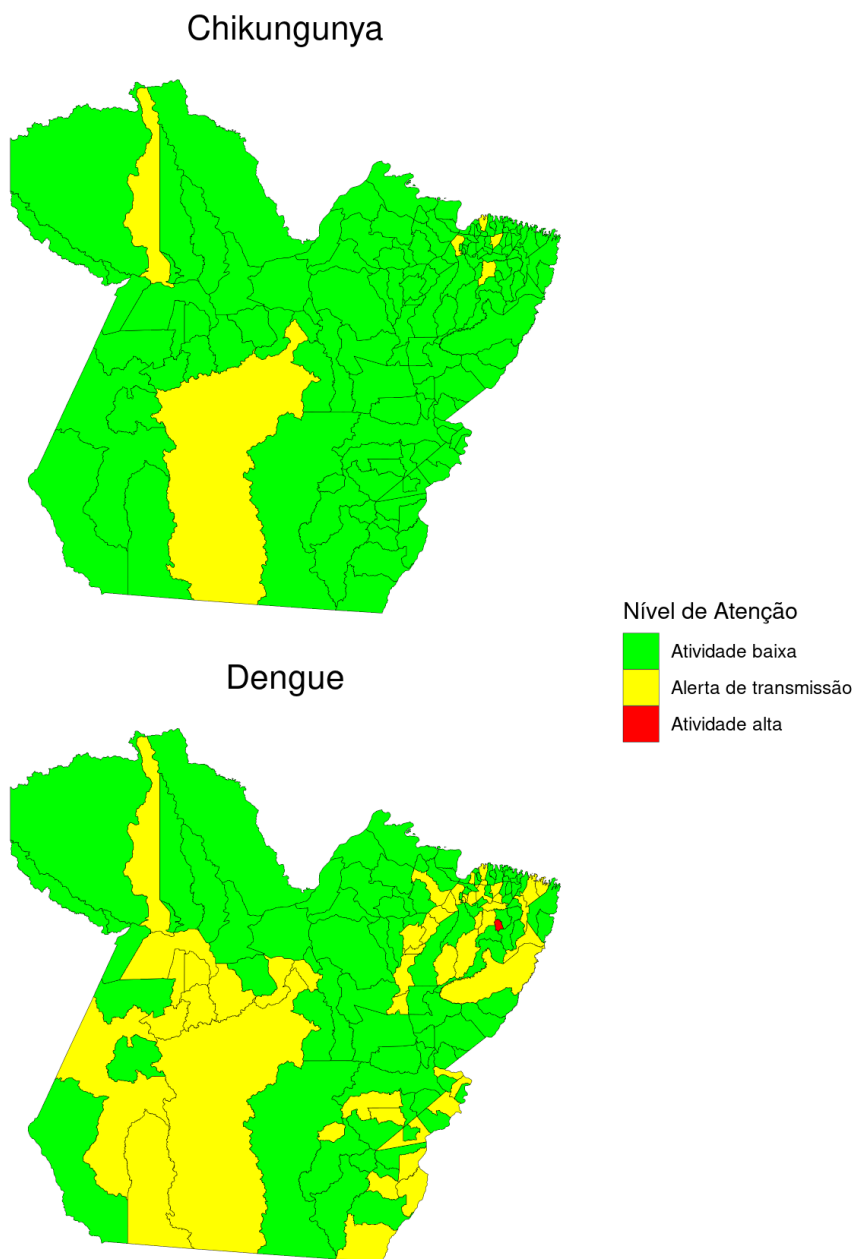 Chikungunya
Nível de Atenção
Atividade baixa
Alerta de transmissão
Atividade alta
Dengue